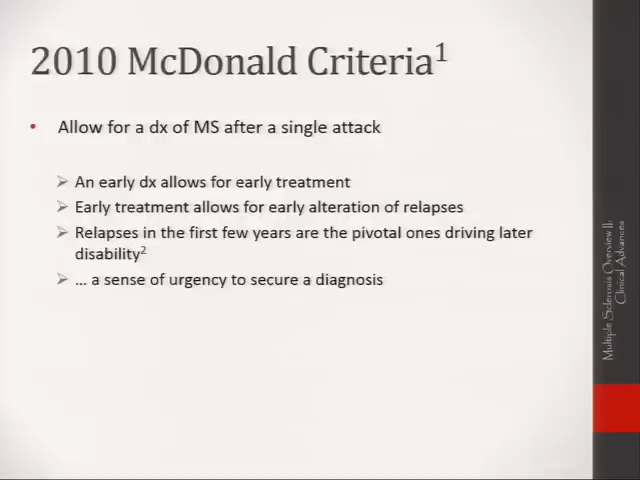 2010 McDonald Criteria¹
• Allow for a dx of MS after a single attack
➢ An early dx allows for early treatment
➢ Early treatment allows for early alteration of relapses
➢ Relapses in the first few years are the pivotal ones driving later
disability²
➢ … a sense of urgency to secure a diagnosis
Multiple Sclerosis Overview II:
Clinical Advances